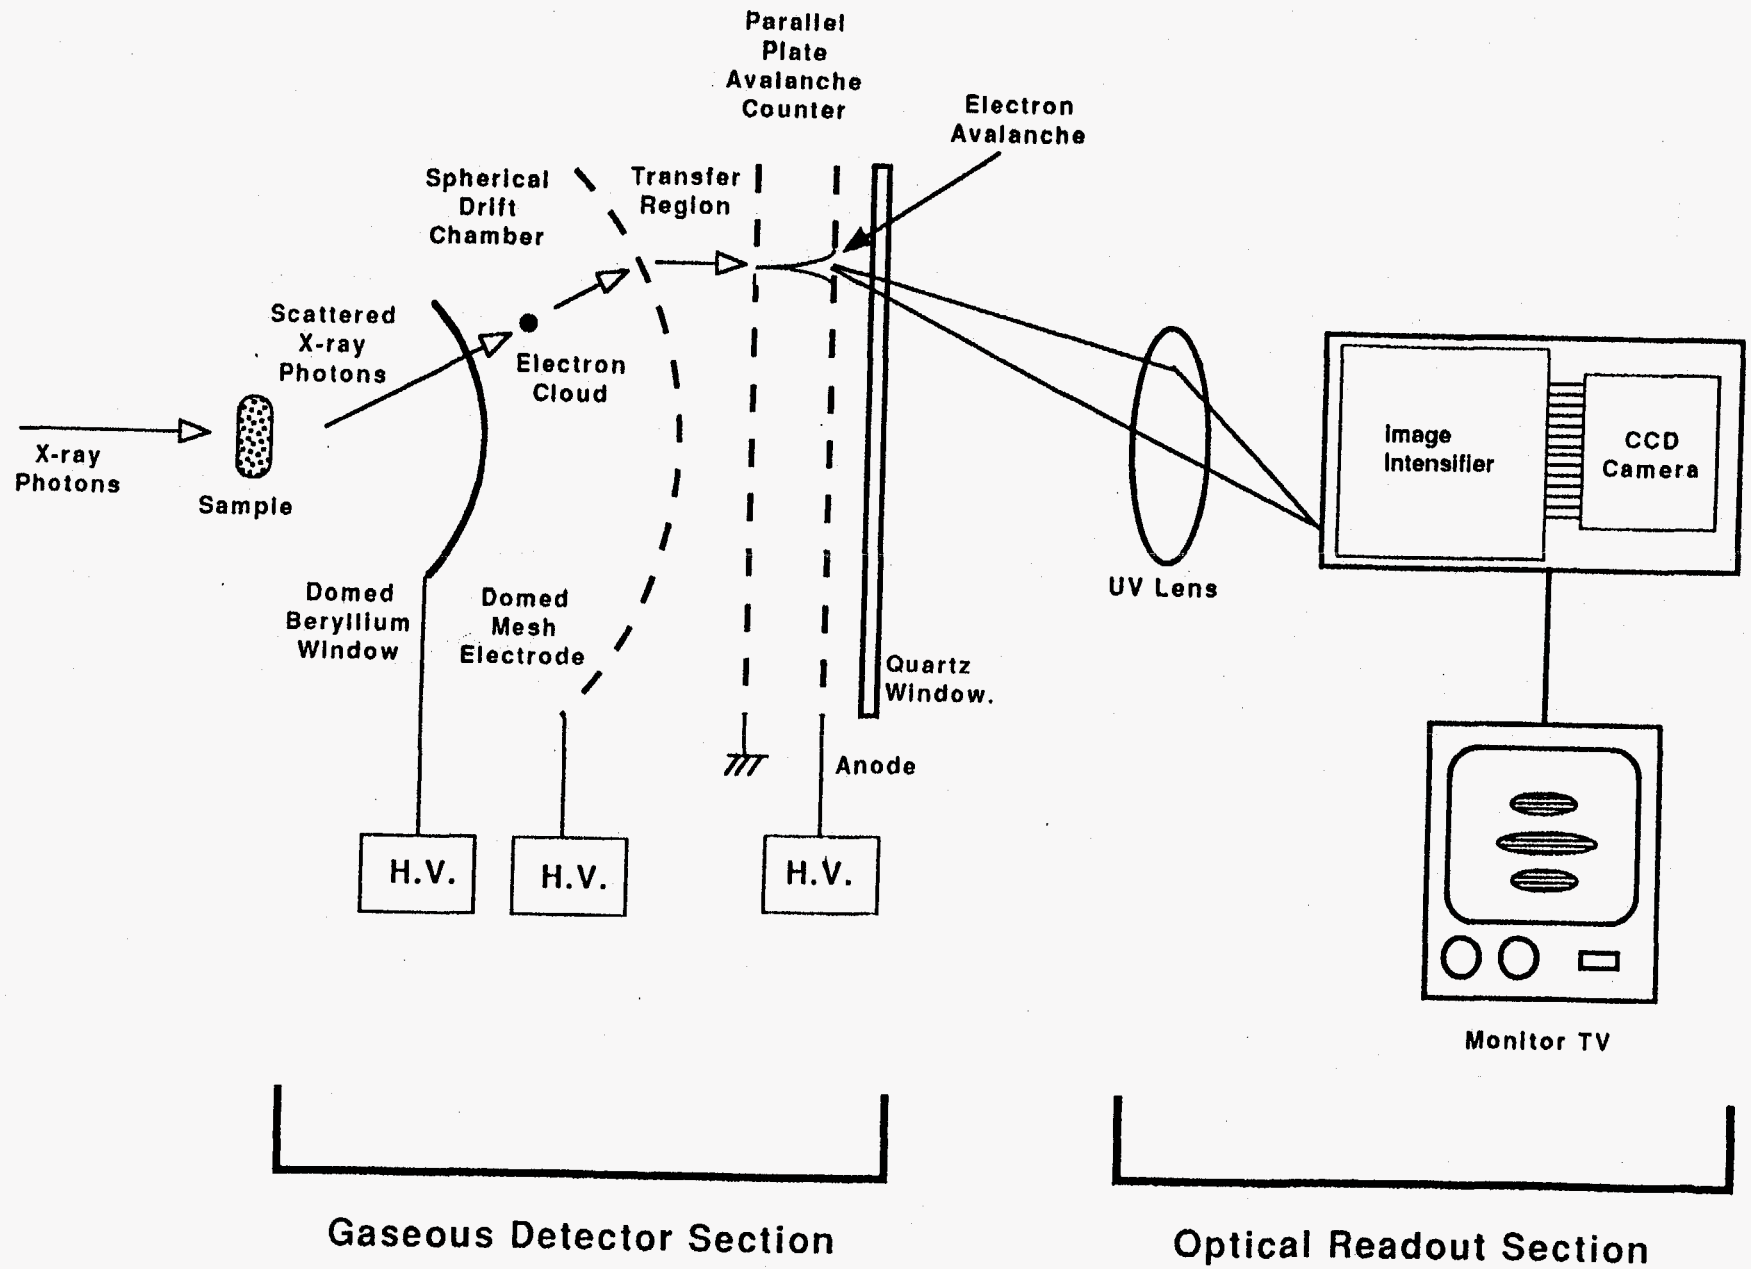 Parallel
Plate
Avalanche
Counter
Electron
Avalanche
Spherical
Drift
Chamber
Transfer
Region
Scattered
X-ray
Photons
Electron
Cloud
X-ray
Photons
Sample
Image
Intensifier
CCD
Camera
UV Lens
Domed
Beryllium
Window
Domed
Mesh
Electrode
Quartz
Window.
Anode
H.V.
H.V.
H.V.
Monitor TV
Gaseous Detector Section
Optical Readout Section